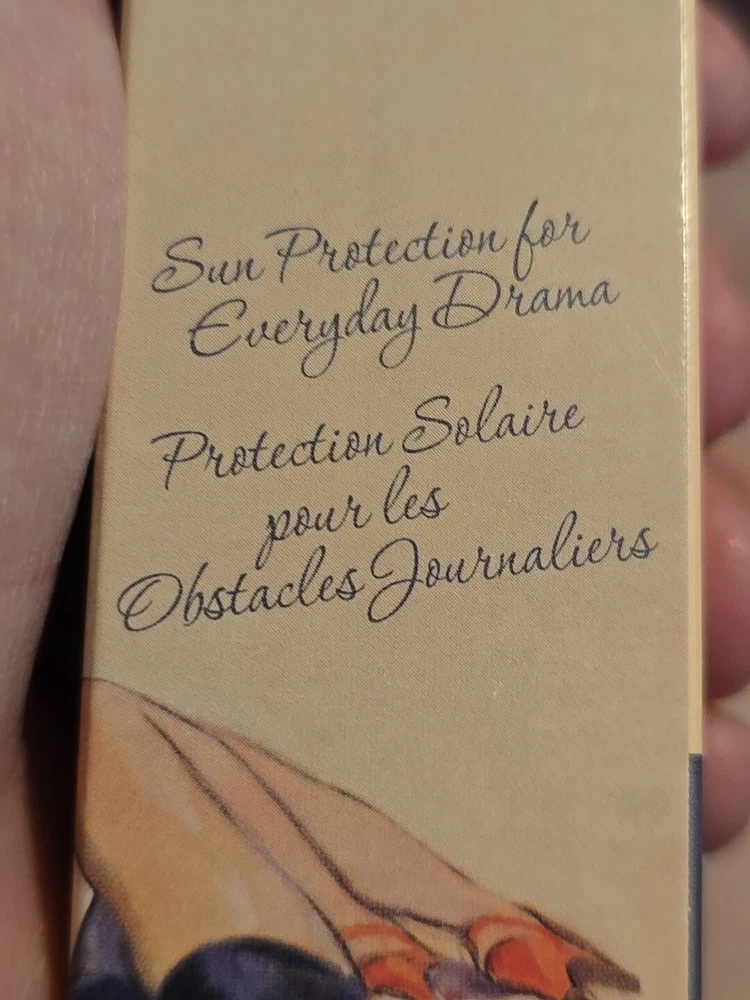 Sun Protection for
Everyday Drama
Protection Solaire
pour les
Obstacles Journaliers